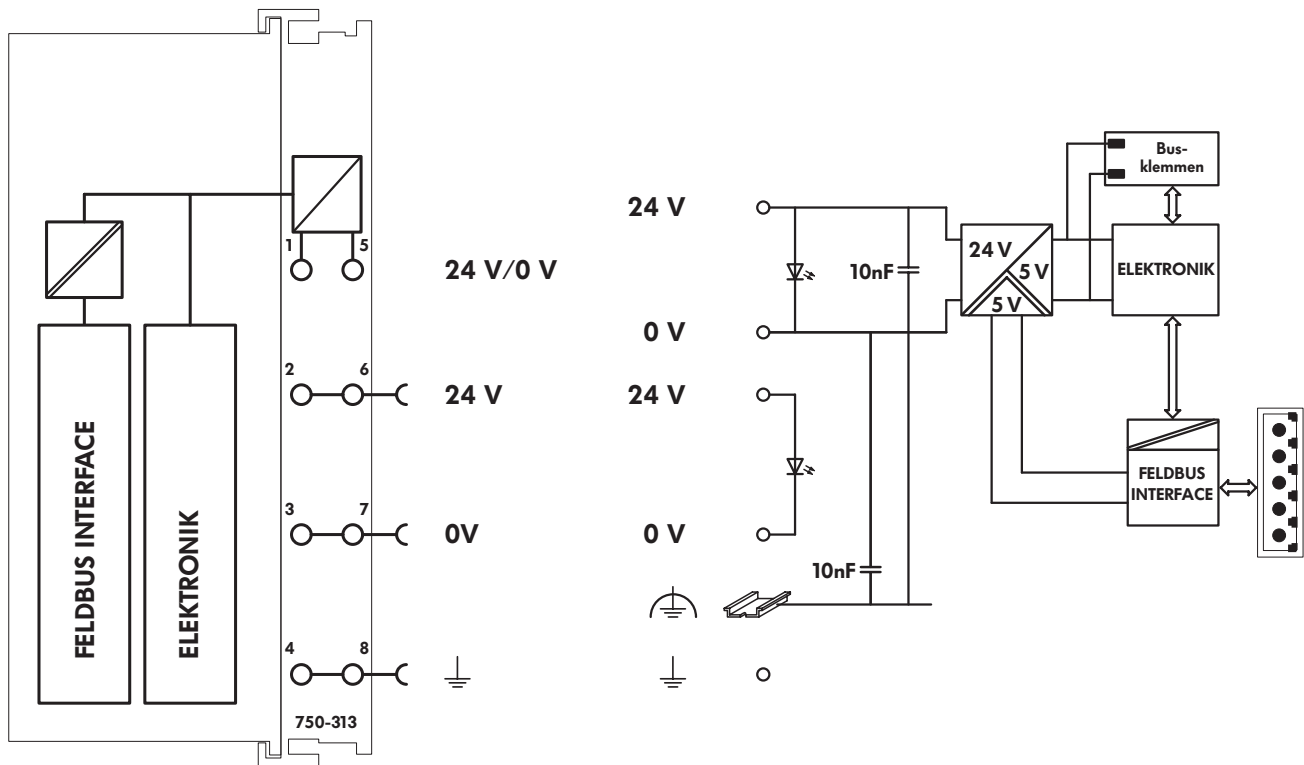 1
5
24 V/0 V
2
6
24 V
3
7
0V
4
8
750-313
FELDBUS INTERFACE
ELEKTRONIK
24 V
0 V
24 V
0 V
10nF
10nF
24 V
5 V
5 V
Bus-
klemmen
ELEKTRONIK
FELDBUS
INTERFACE